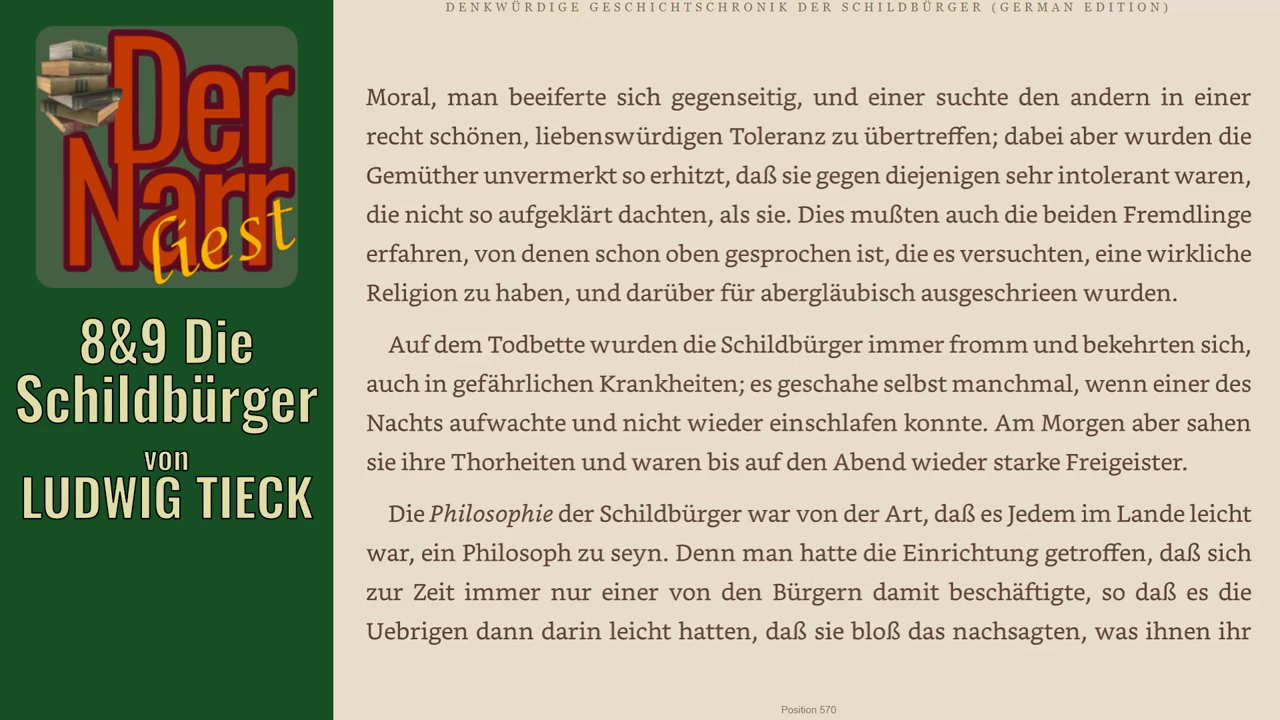 Der
Narr
liest
8&9 Die
Schildbürger
von
LUDWIG TIECK
DENKWÜRDIGE GESCHICHTSCHRONIK DER SCHILDBÜRGER (GERMAN EDITION)
Moral, man beeiferte sich gegenseitig, und einer suchte den andern in einer
recht schönen, liebenswürdigen Toleranz zu übertreffen; dabei aber wurden die
Gemüther unvermerkt so erhitzt, daß sie gegen diejenigen sehr intolerant waren,
die nicht so aufgeklärt dachten, als sie. Dies mußten auch die beiden Fremdlinge
erfahren, von denen schon oben gesprochen ist, die es versuchten, eine wirkliche
Religion zu haben, und darüber für abergläubisch ausgeschrieen wurden.
Auf dem Todbette wurden die Schildbürger immer fromm und bekehrten sich,
auch in gefährlichen Krankheiten; es geschahe selbst manchmal, wenn einer des
Nachts aufwachte und nicht wieder einschlafen konnte. Am Morgen aber sahen
sie ihre Thorheiten und waren bis auf den Abend wieder starke Freigeister.
Die Philosophie der Schildbürger war von der Art, daß es Jedem im Lande leicht
war, ein Philosoph zu seyn. Denn man hatte die Einrichtung getroffen, daß sich
zur Zeit immer nur einer von den Bürgern damit beschäftigte, so daß es die
Uebrigen dann darin leicht hatten, daß sie bloß das nachsagten, was ihnen ihr
Position 570